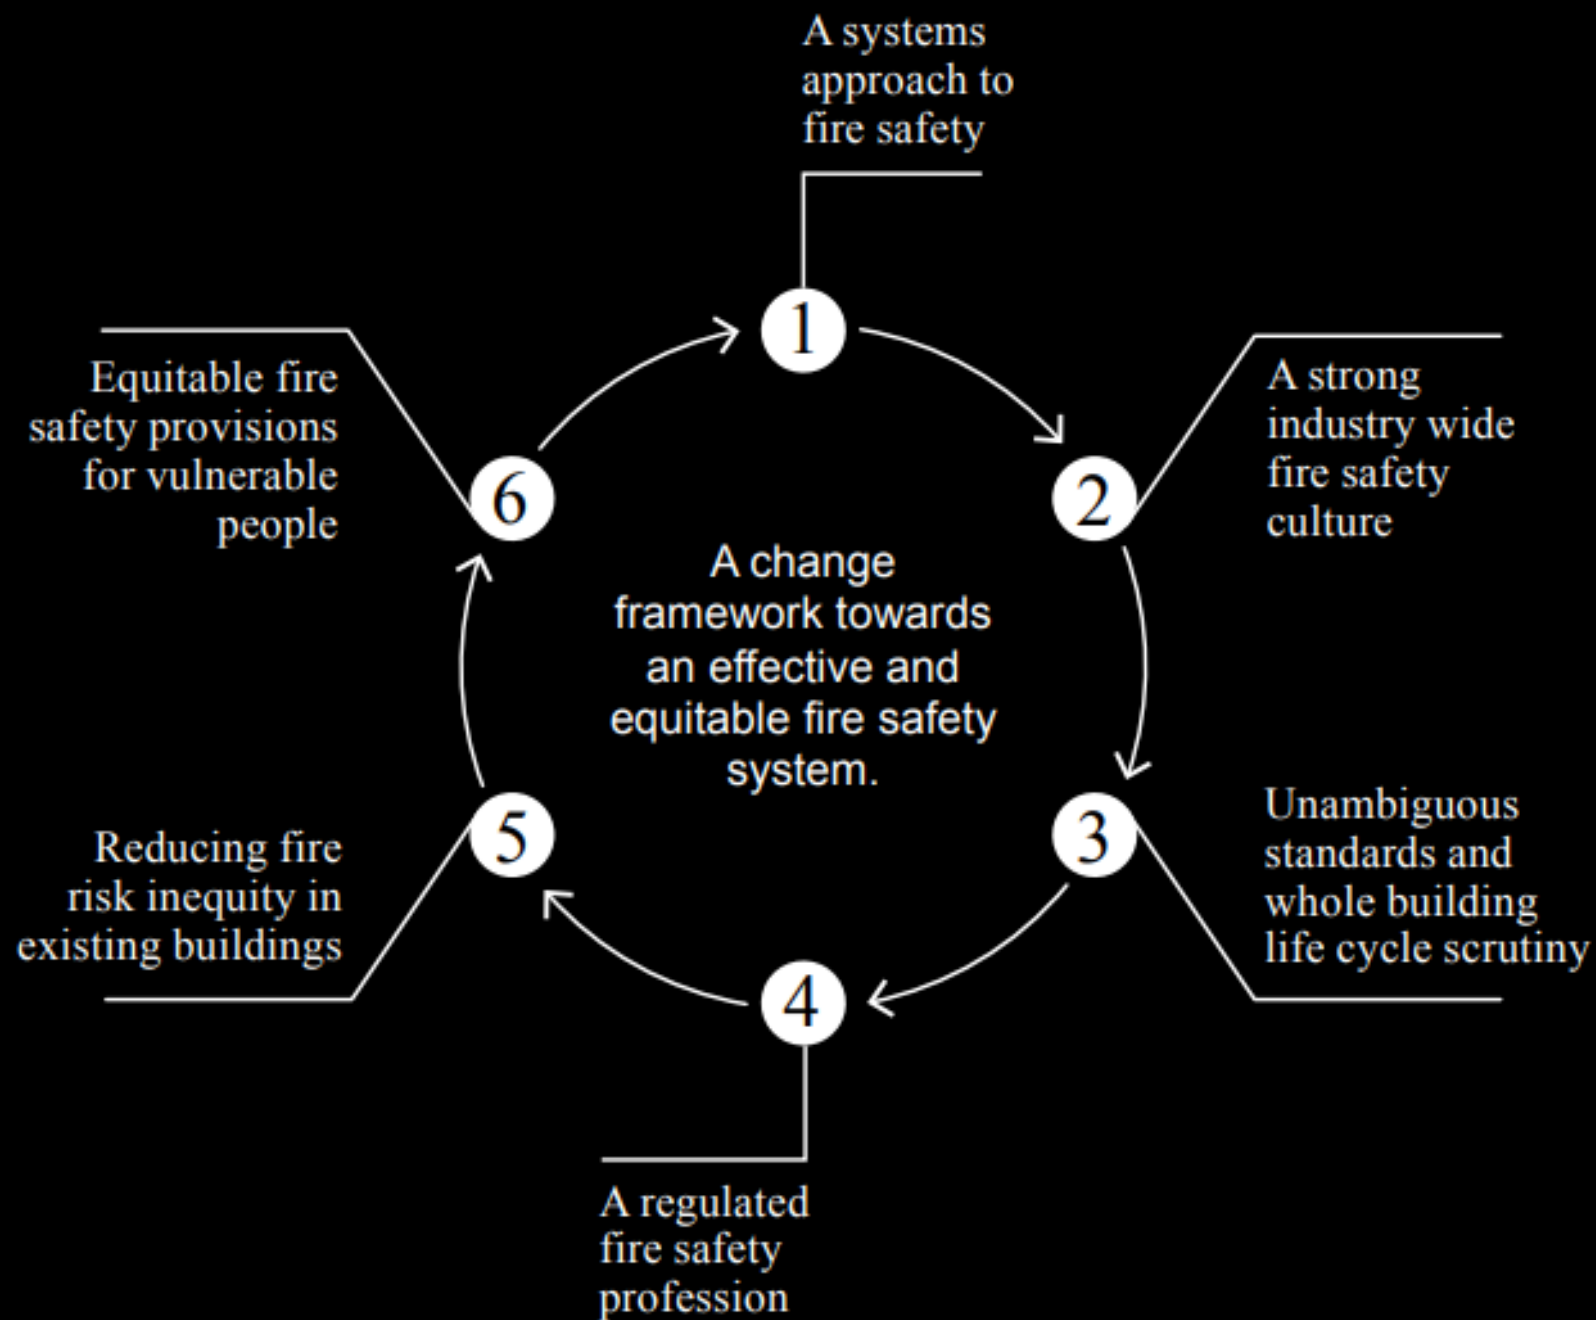 A systems
approach to
fire safety
1
2
A strong
industry wide
fire safety
culture
3
Unambiguous
standards and
whole building
life cycle scrutiny
4
A regulated
fire safety
profession
5
Reducing fire
risk inequity in
existing buildings
6
Equitable fire
safety provisions
for vulnerable
people
A change
framework towards
an effective and
equitable fire safety
system.